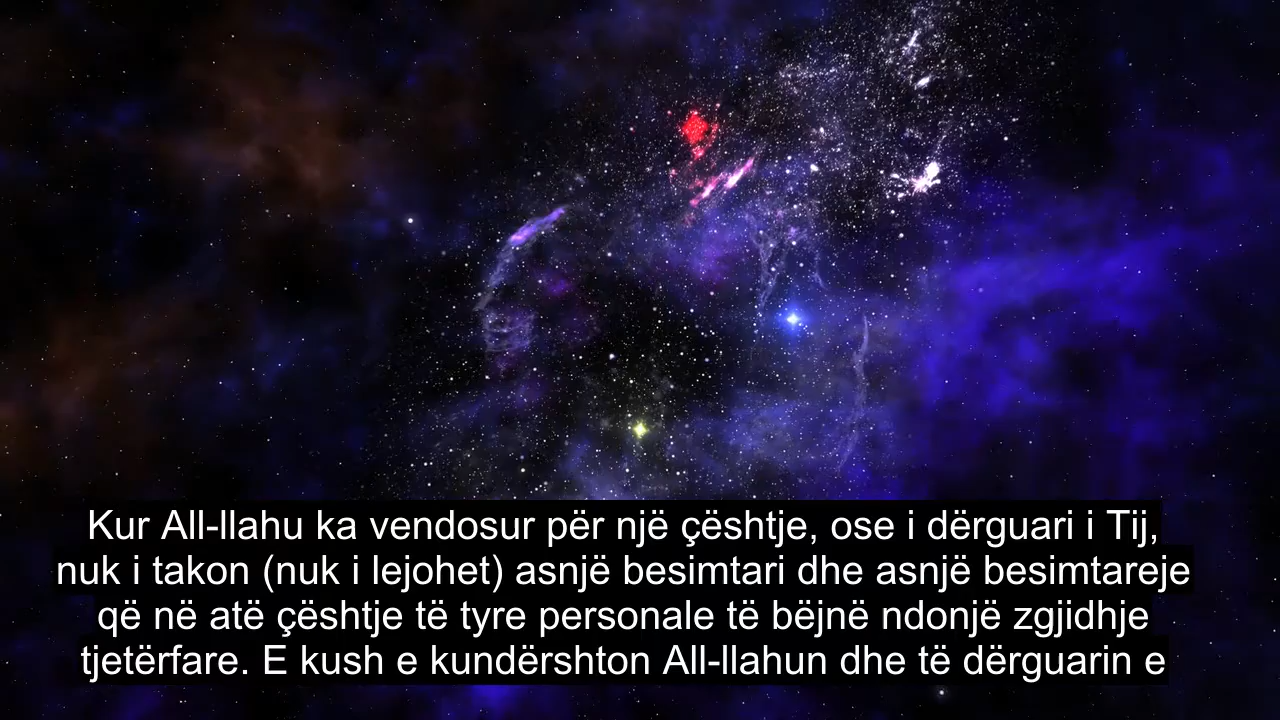 Kur All-llahu ka vendosur për një çështje, ose i dërguari i Tij,
nuk i takon (nuk i lejohet) asnjë besimtari dhe asnjë besimtareje
që në atë çështje të tyre personale të bëjnë ndonjë zgjidhje
tjetërfare. E kush e kundërshton All-llahun dhe të dërguarin e